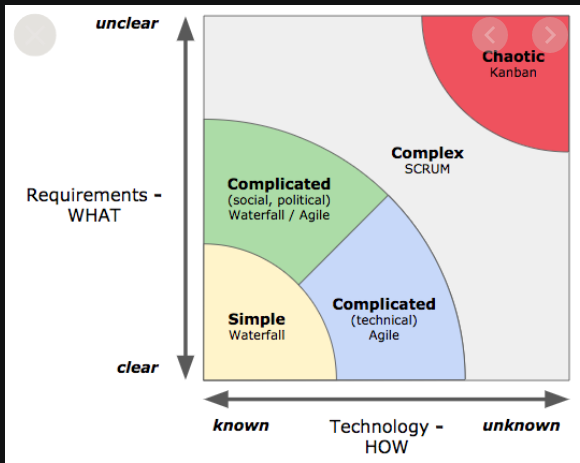 unclear
Chaotic
Kanban
Complex
SCRUM
Requirements -
WHAT
Complicated
(social, political)
Waterfall / Agile
Complicated
(technical)
Agile
Simple
Waterfall
clear
known
Technology -
HOW
unknown